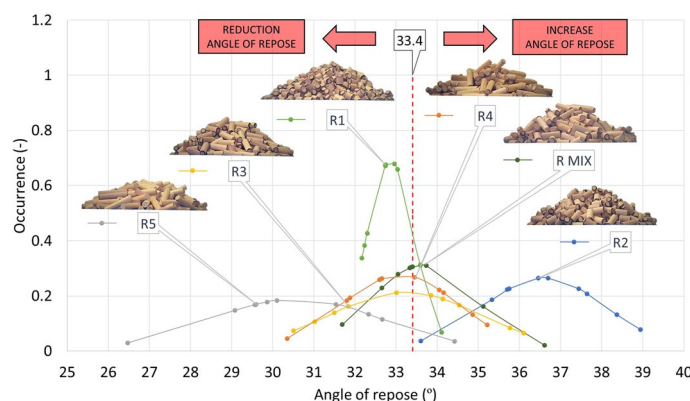 REDUCTION
ANGLE OF REPOSE
33.4
INCREASE
ANGLE OF REPOSE
R1
R4
R3
R MIX
R5
R2
Occurrence (-)
1.2
1
0.8
0.6
0.4
0.2
0
25 26 27 28 29 30 31 32 33 34 35 36 37 38 39 40
Angle of repose (º)